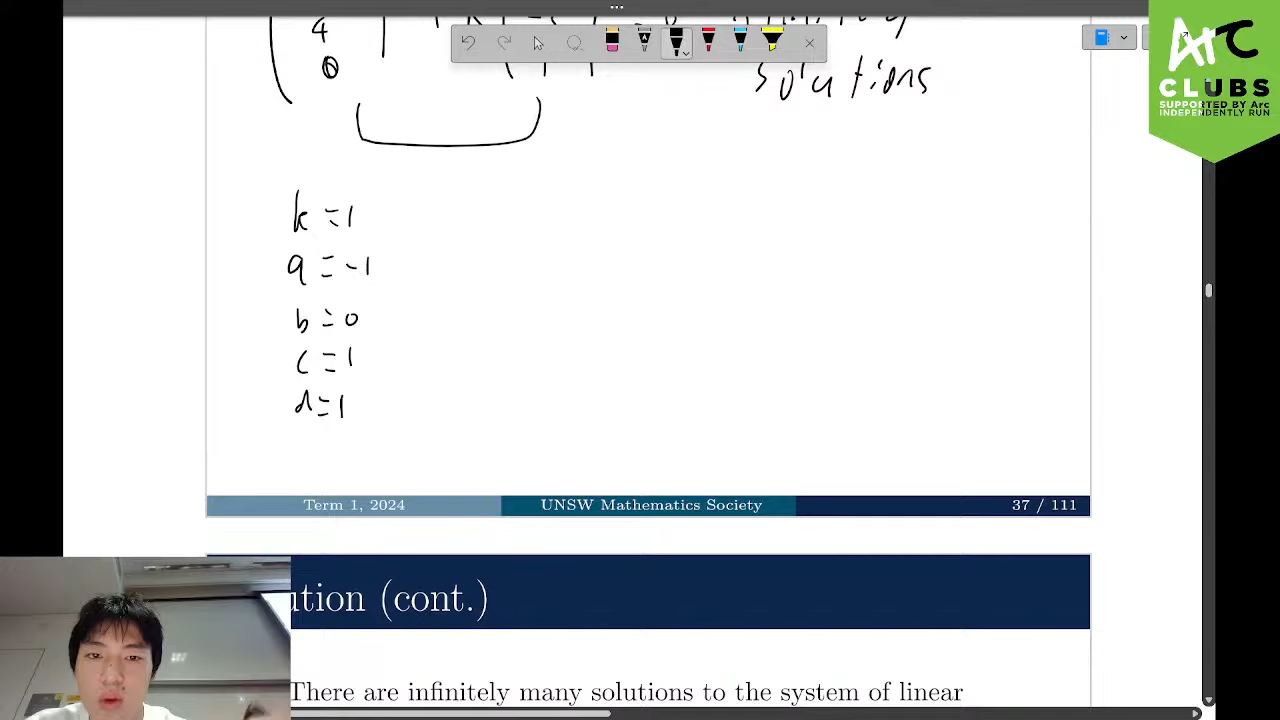 4
0
solutions
k = 1
a = -1
b = 0
c = 1
d = 1
Term 1, 2024
UNSW Mathematics Society
37 / 111
ution (cont.)
There are infinitely many solutions to the system of linear
Arc
CLUBS
SUPPORTED BY Arc
INDEPENDENTLY RUN